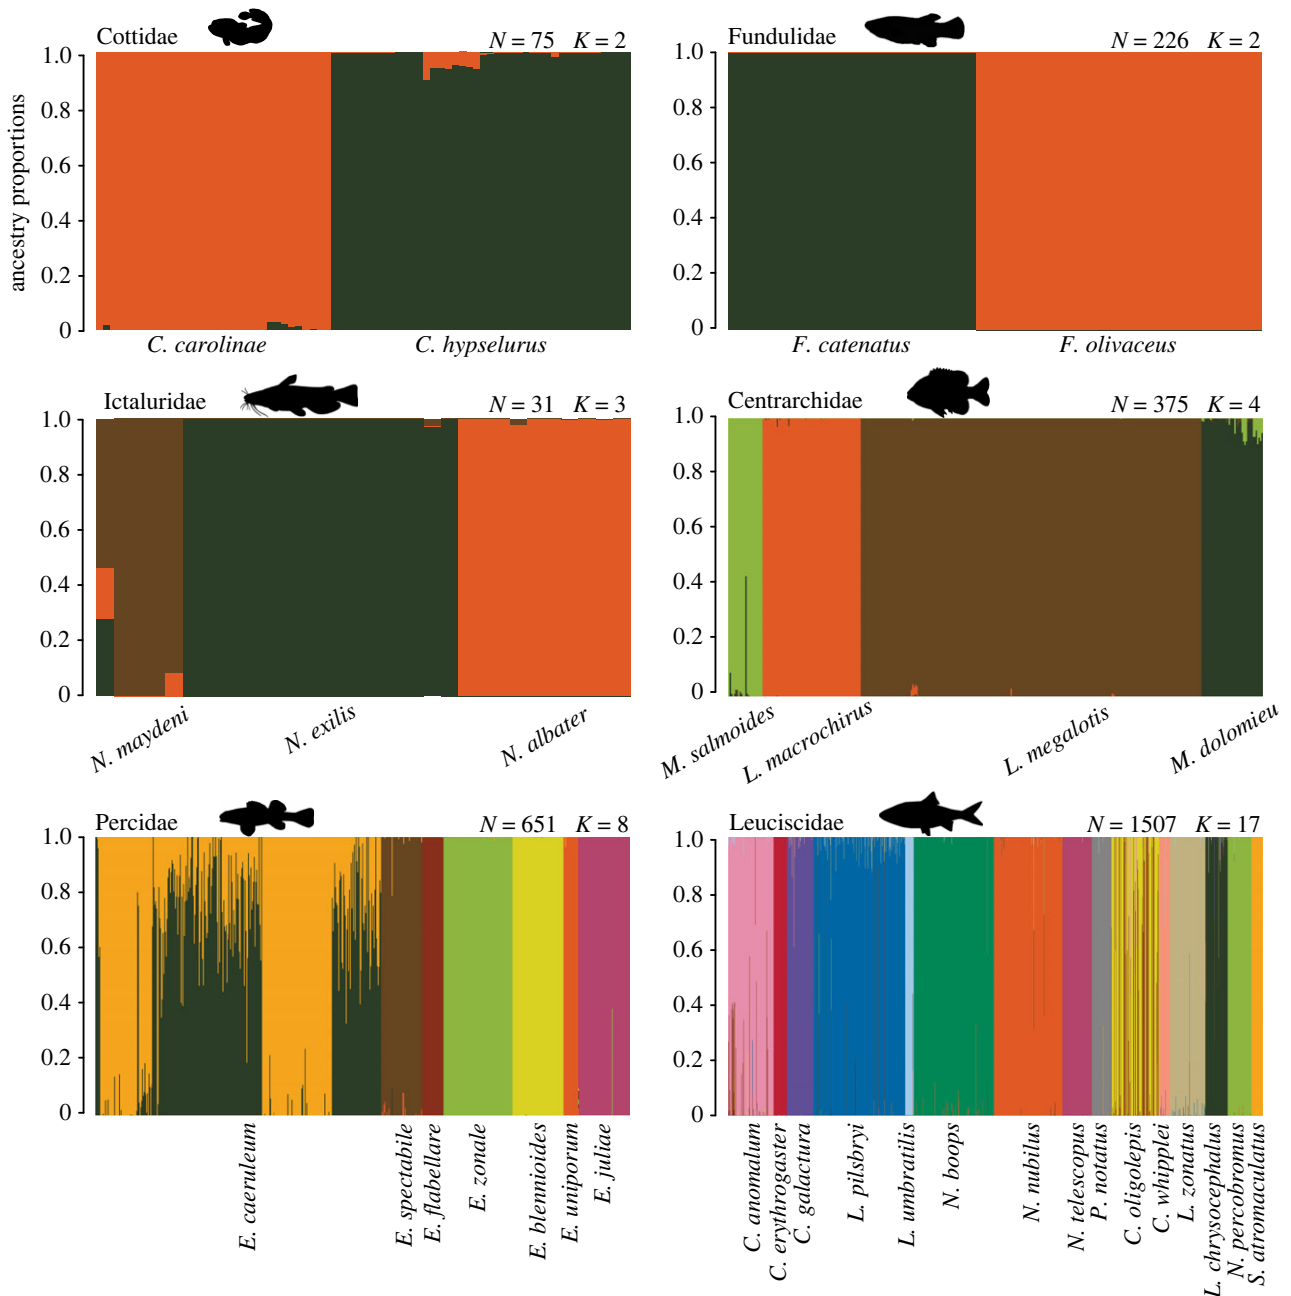 Cottidae N = 75 K = 2
1.0
0.8
0.6
0.4
0.2
0
ancestry proportions
C. carolinae C. hypselurus
Fundulidae N = 226 K = 2
1.0
0.8
0.6
0.4
0.2
0
F. catenatus F. olivaceus
Ictaluridae N = 31 K = 3
1.0
0.8
0.6
0.4
0.2
0
N. maydeni N. exilis N. albater
Centrarchidae N = 375 K = 4
1.0
0.8
0.6
0.4
0.2
0
M. salmoides L. macrochirus L. megalotis M. dolomieu
Percidae N = 651 K = 8
1.0
0.8
0.6
0.4
0.2
0
E. caeruleum
E. spectabile
E. flabellare
E. zonale
E. blennioides
E. uniporum
E. juliae
Leuciscidae N = 1507 K = 17
1.0
0.8
0.6
0.4
0.2
0
C. anomalum
C. erythrogaster
C. galactura
L. pilsbryi
L. umbratilis
N. boops
N. nubilus
N. telescopus
P. notatus
C. oligolepis
C. whipplei
L. zonatus
L. chrysocephalus
N. percobromus
S. atromaculatus